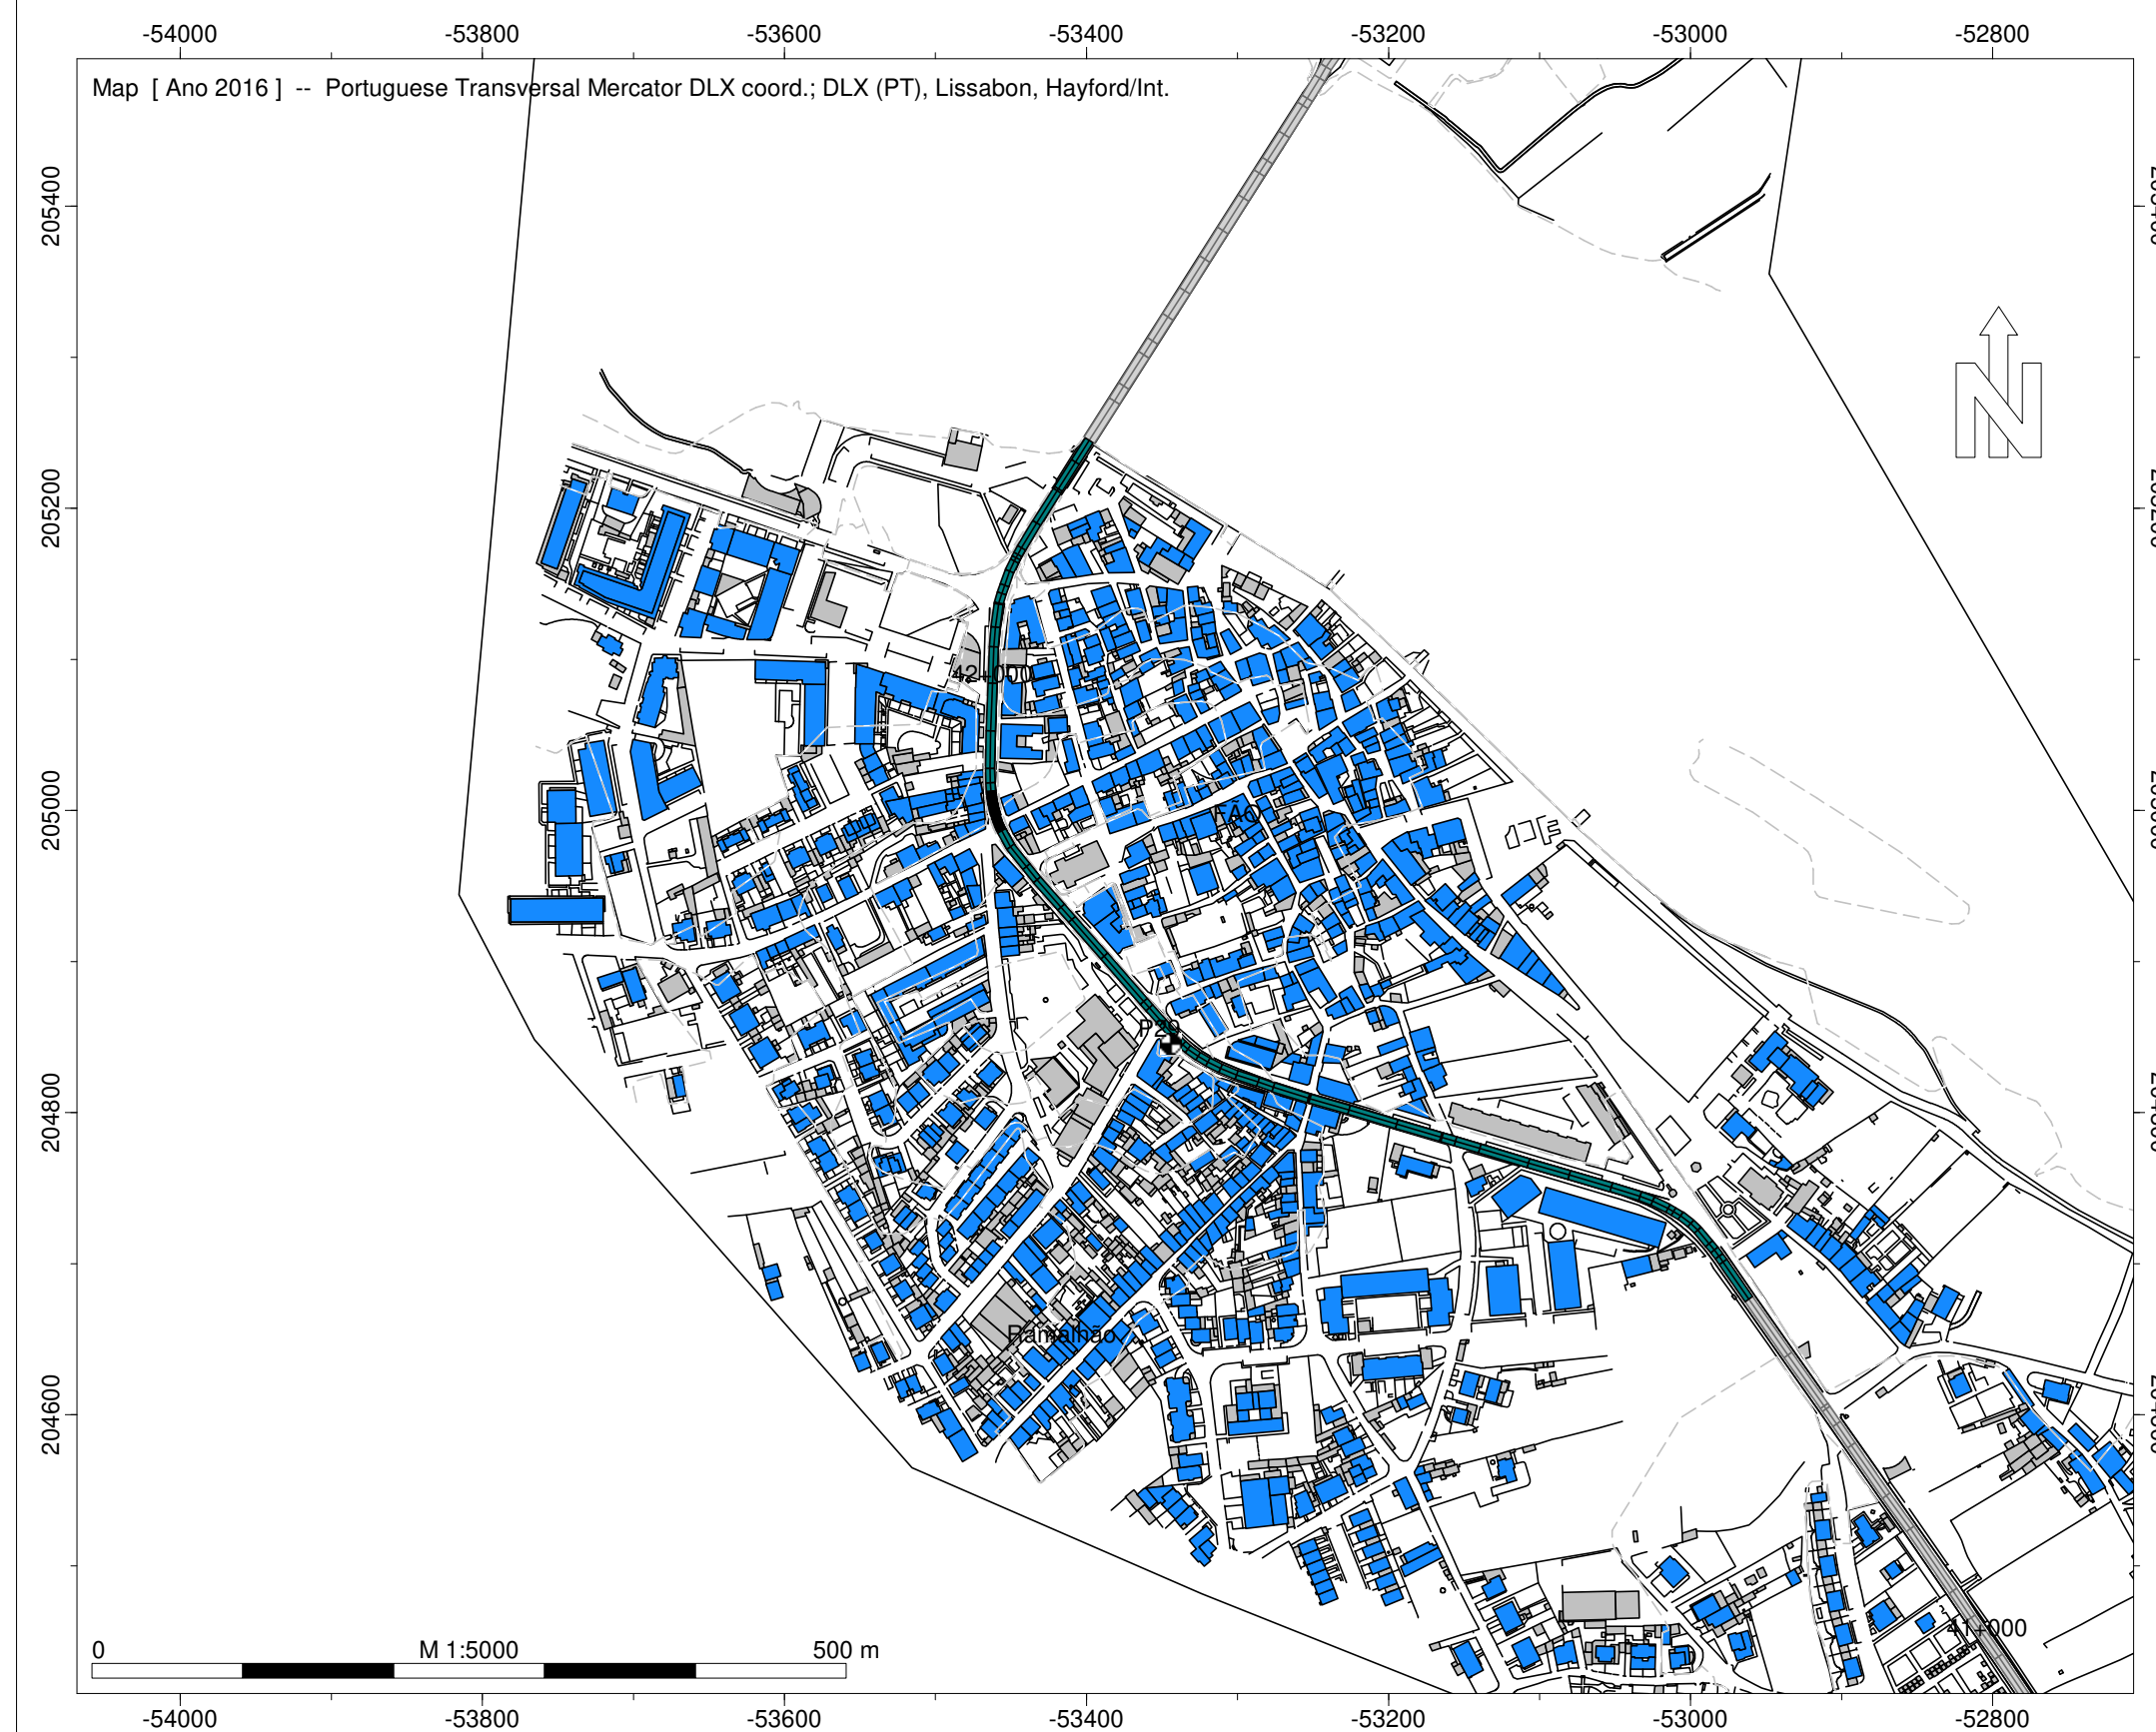 -54000 -53800 -53600 -53400 -53200 -53000 -52800
Map [ Ano 2016 ] -- Portuguese Transversal Mercator DLX coord.; DLX (PT), Lissabon, Hayford/Int.
205400
N
205200
42+000
205000
FÃO
P29
204800
Ramalhão
204600
41+000
0 M 1:5000 500 m
-54000 -53800 -53600 -53400 -53200 -53000 -52800